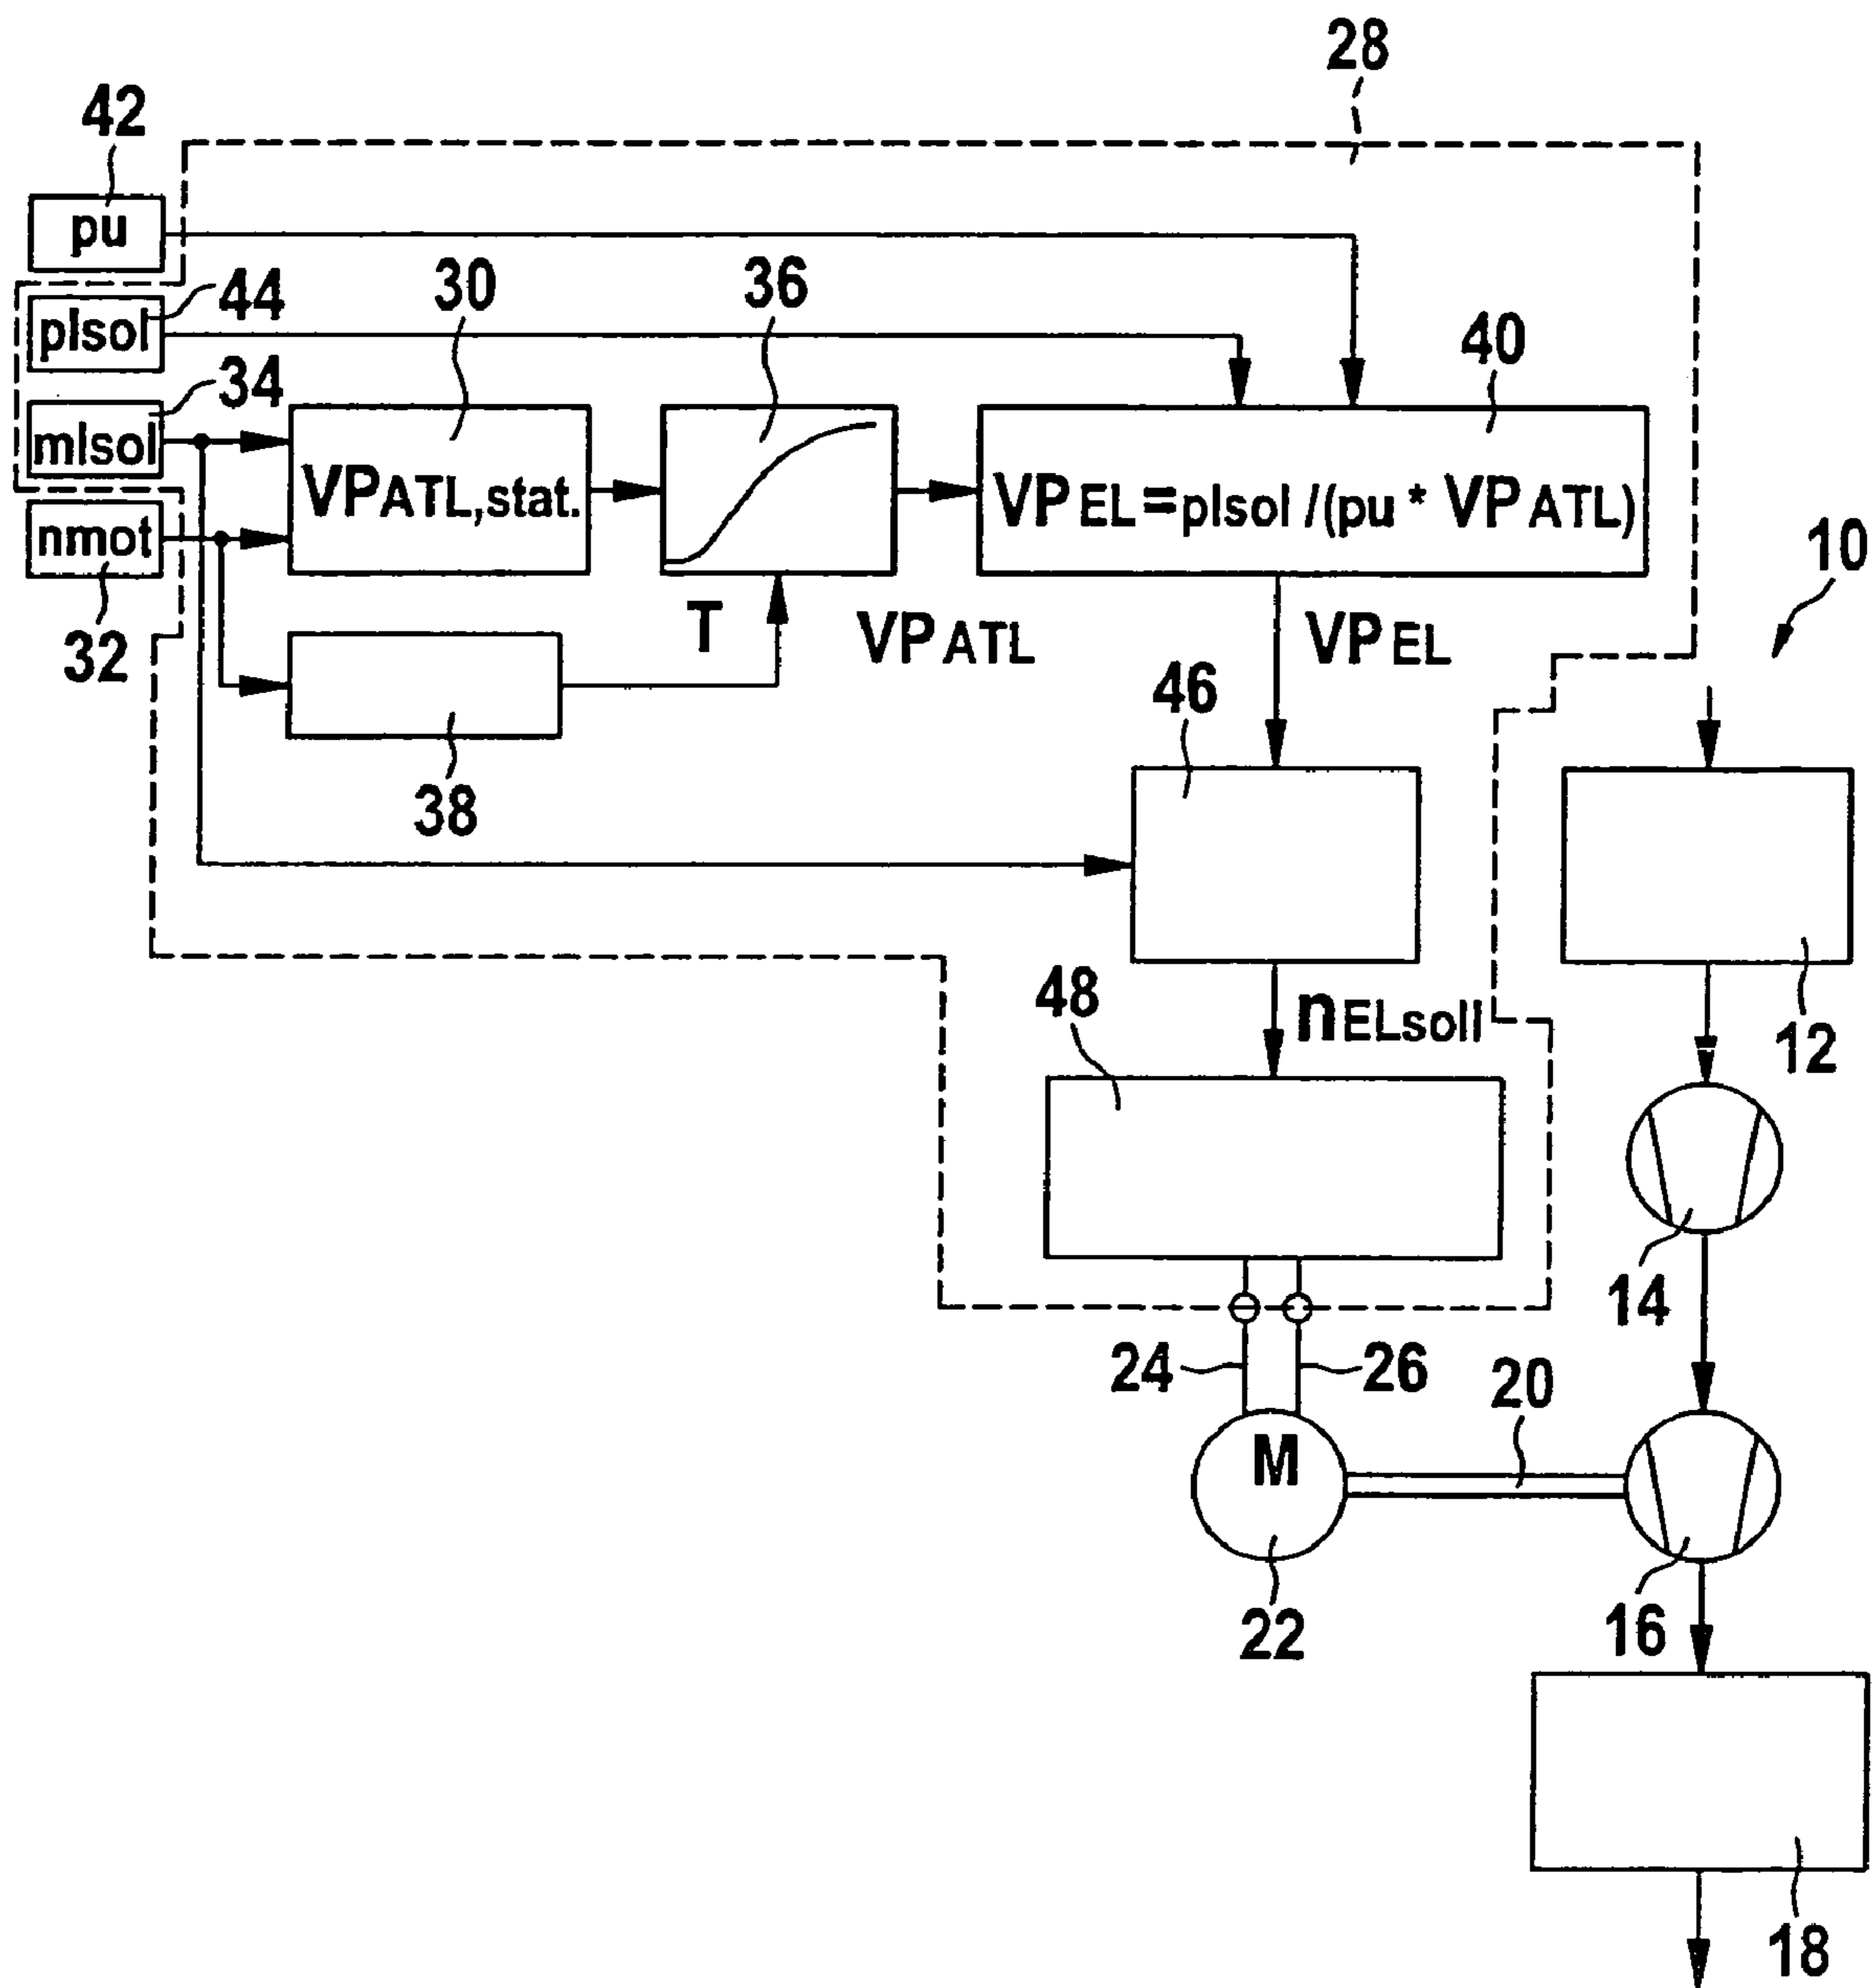 28
42
pu
44
30
36
plsol
40
34
mlsol
VPATL,stat.
VPEL=plsol/(pu * VPATL)
nmot
10
32
T
VPATL
VPEL
46
38
48
nELsoll
12
14
24
26
20
M
22
16
18